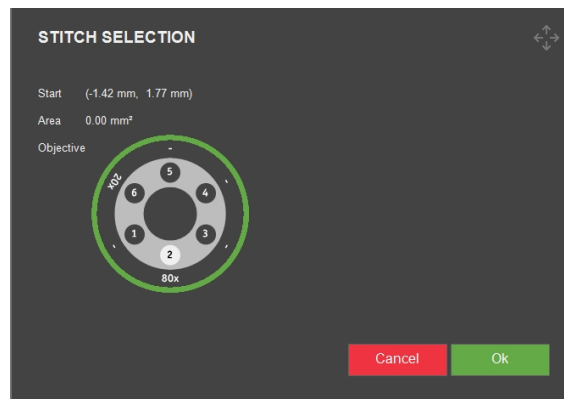 STITCH SELECTION
Start (-1.42 mm, 1.77 mm)
Area 0.00 mm²
Objective
-
20x
-
5
6
4
1
3
2
-
-
80x
Cancel
Ok